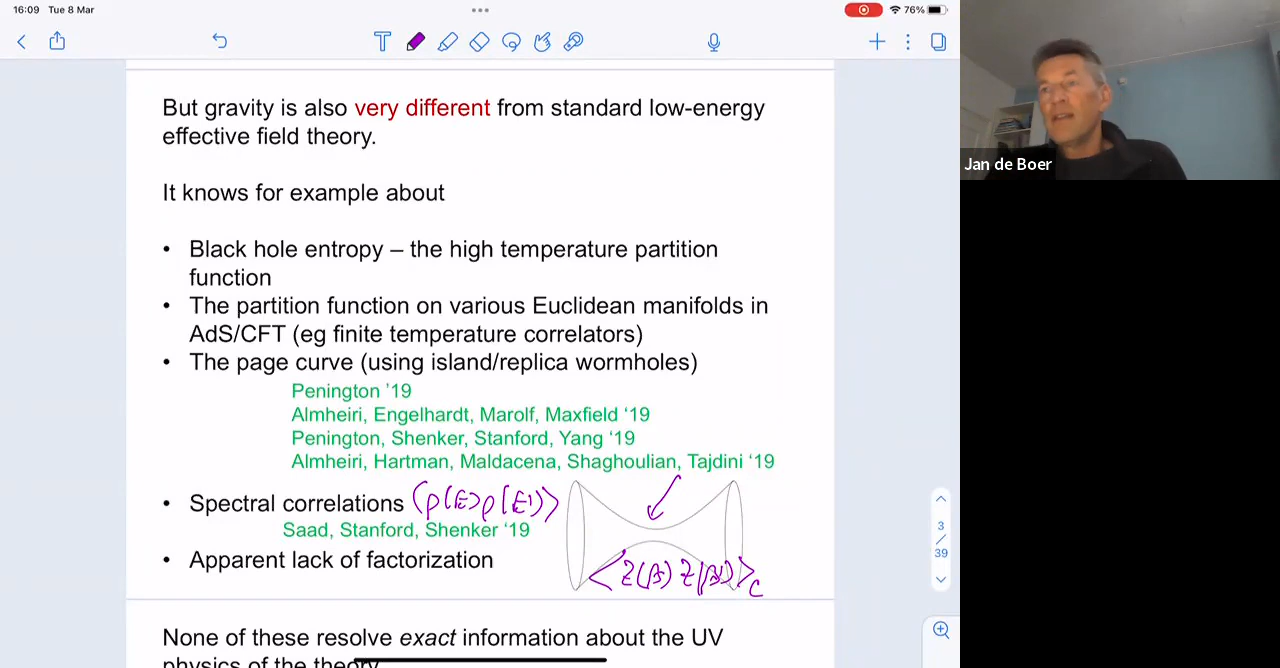 16:09 Tue 8 Mar
76%
But gravity is also very different from standard low-energy
effective field theory.
It knows for example about
• Black hole entropy – the high temperature partition
function
• The partition function on various Euclidean manifolds in
AdS/CFT (eg finite temperature correlators)
• The page curve (using island/replica wormholes)
Penington ’19
Almheiri, Engelhardt, Marolf, Maxfield ‘19
Penington, Shenker, Stanford, Yang ‘19
Almheiri, Hartman, Maldacena, Shaghoulian, Tajdini ‘19
• Spectral correlations ⟨ρ(E)ρ(E')⟩
Saad, Stanford, Shenker ‘19
• Apparent lack of factorization
<Z(β) Z(β')>c
None of these resolve exact information about the UV
physics of the theory
3
/
39
Jan de Boer